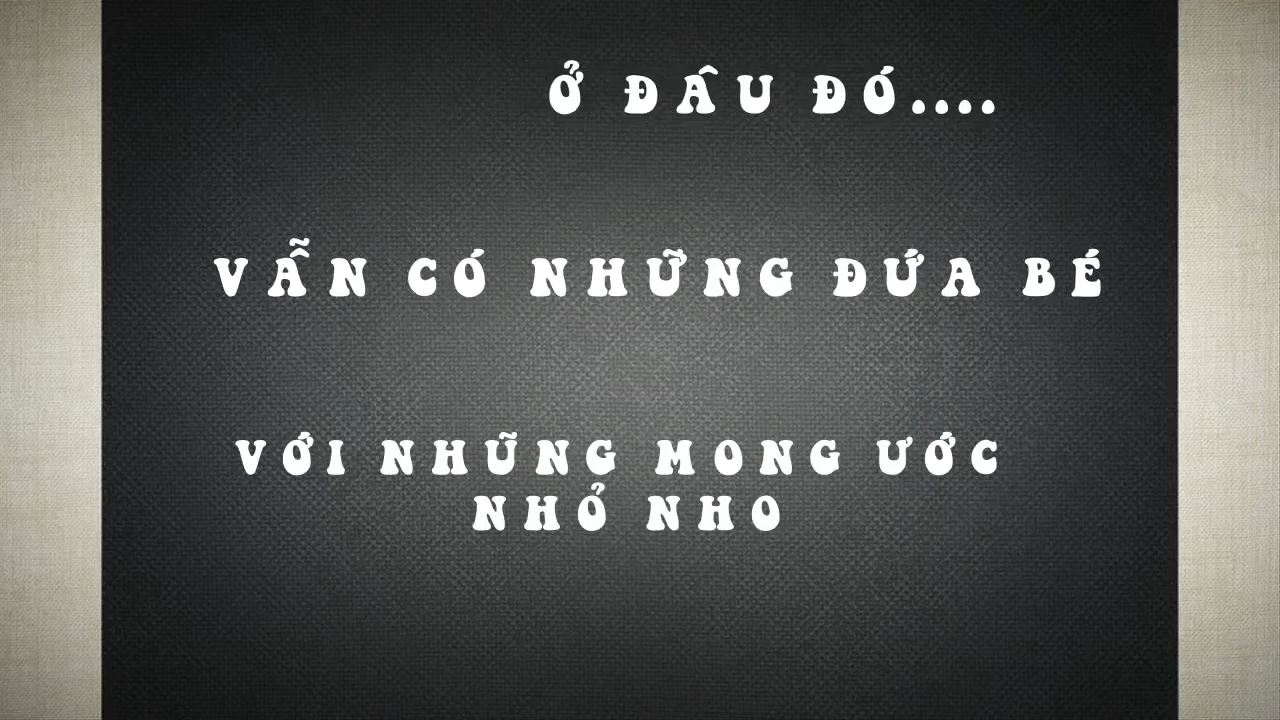 Ở ĐÂU ĐÓ....
VẪN CÓ NHỮNG ĐỨA BÉ
VỚI NHỮNG MONG ƯỚC
NHỎ NHO